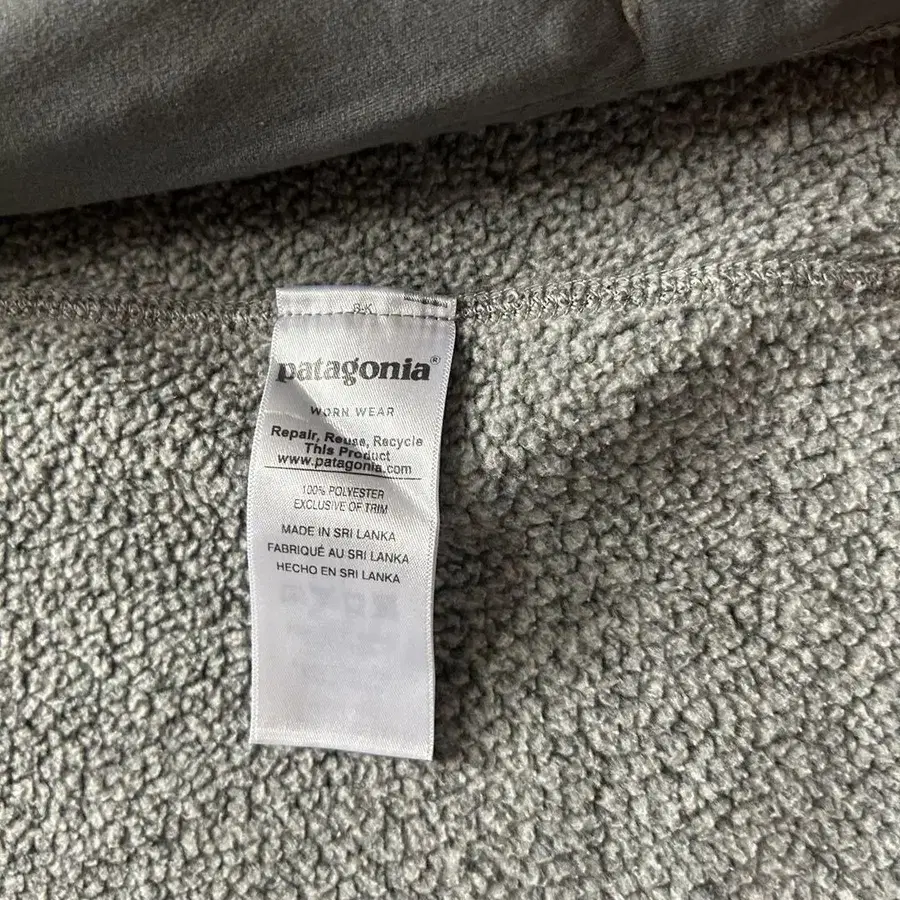 patagonia®
WORN WEAR
Repair, Reuse, Recycle
This Product
www.patagonia.com
100% POLYESTER
EXCLUSIVE OF TRIM
MADE IN SRI LANKA
FABRIQUÉ AU SRI LANKA
HECHO EN SRI LANKA